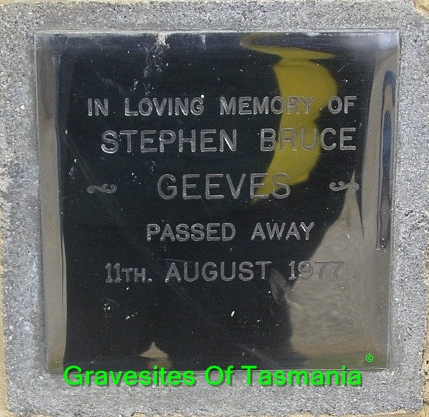 IN LOVING MEMORY OF
STEPHEN BRUCE
GEEVES
PASSED AWAY
11TH. AUGUST 1977
©
Gravesites Of Tasmania